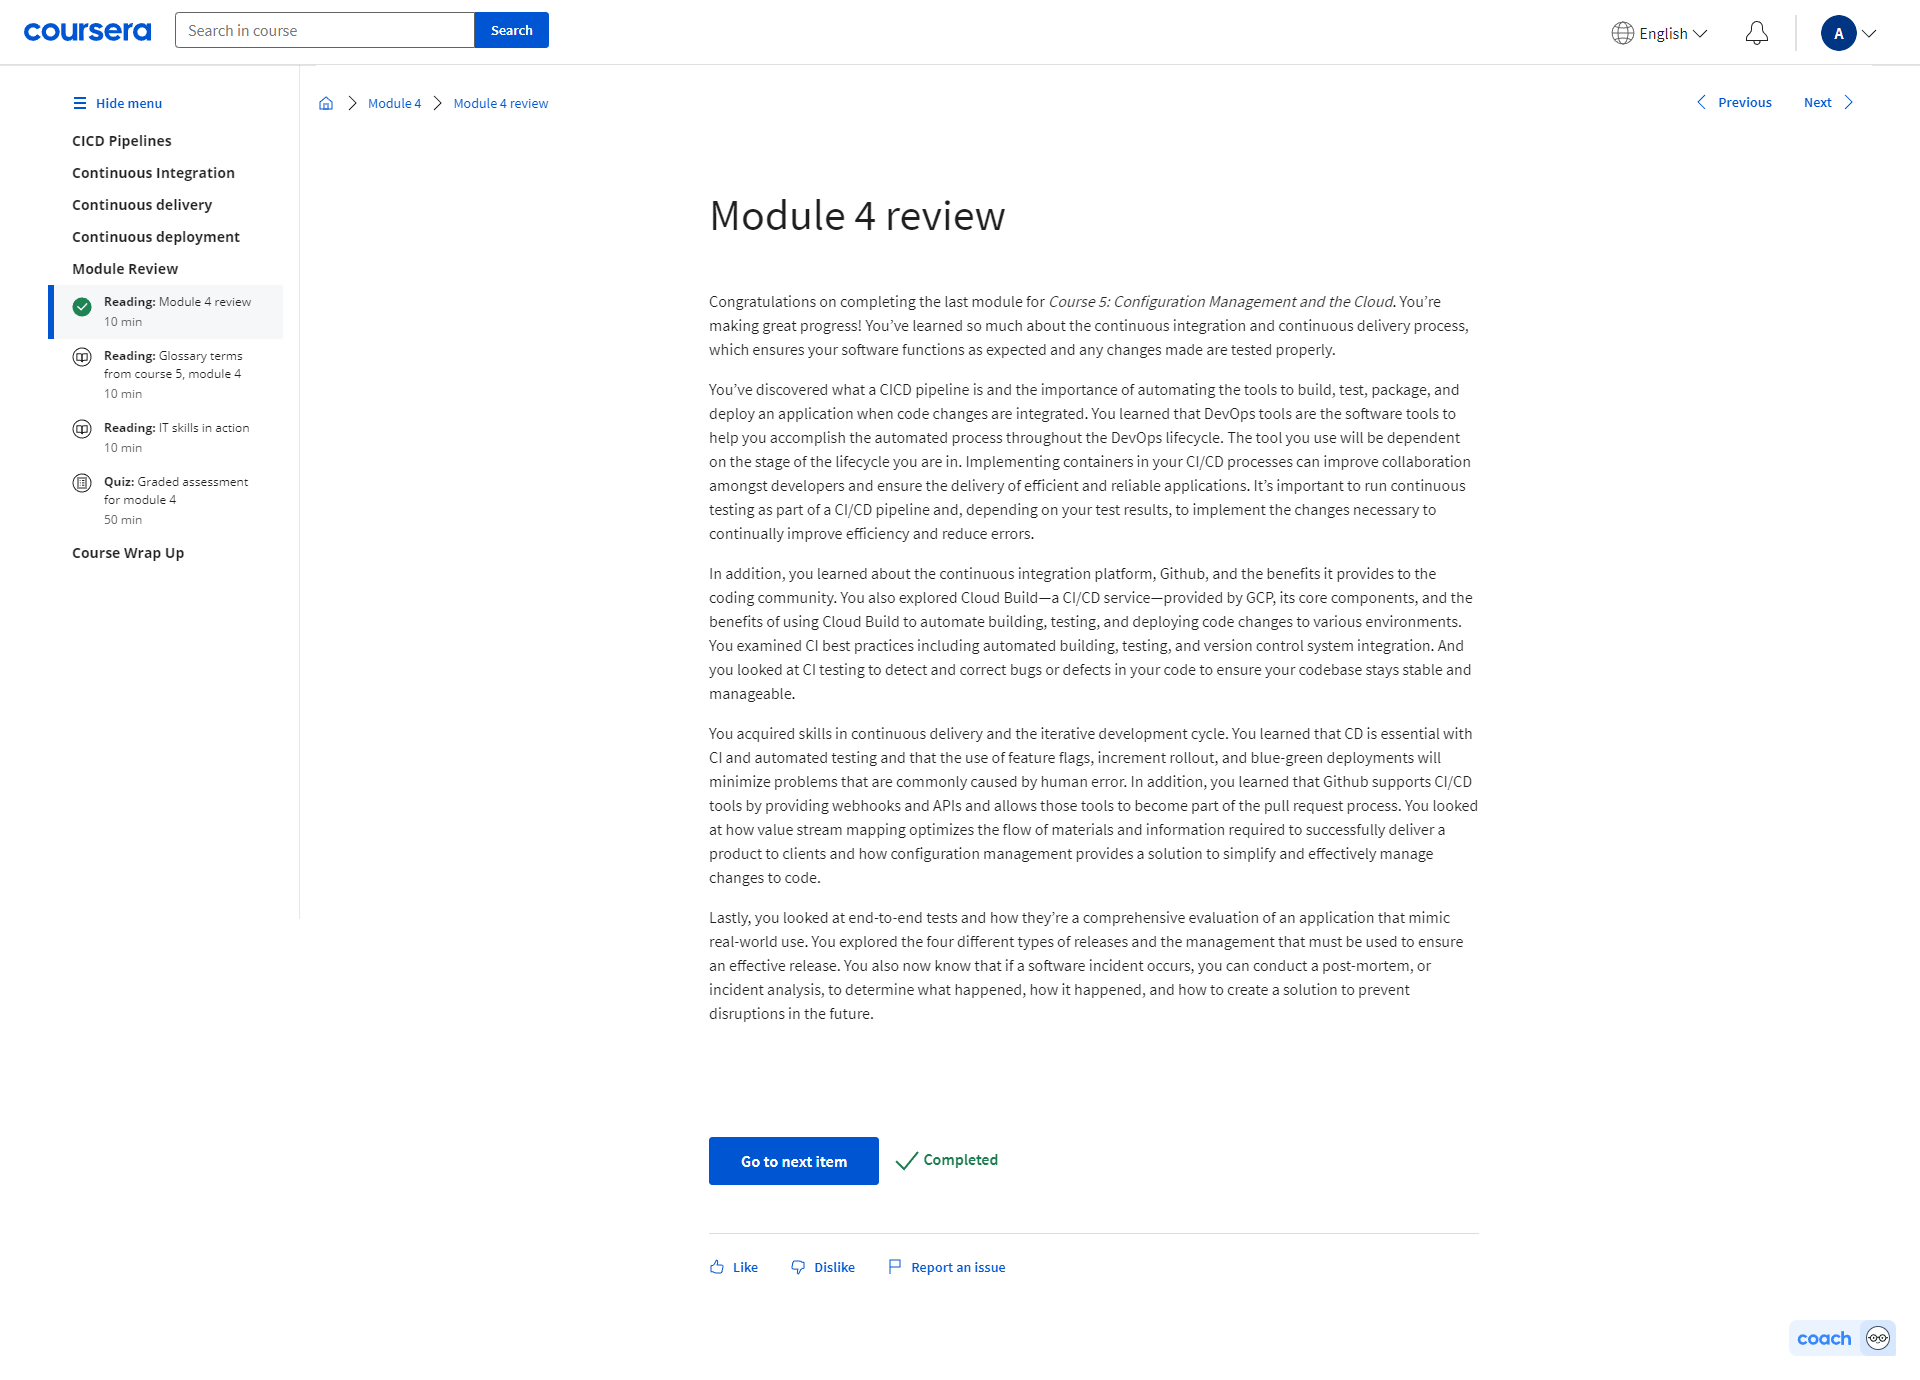 coursera
Search in course
Search
English
A
Hide menu
CICD Pipelines
Continuous Integration
Continuous delivery
Continuous deployment
Module Review
Reading: Module 4 review
10 min
Reading: Glossary terms
from course 5, module 4
10 min
Reading: IT skills in action
10 min
Quiz: Graded assessment
for module 4
50 min
Course Wrap Up
Module 4
Module 4 review
Previous
Next
Module 4 review
Congratulations on completing the last module for Course 5: Configuration Management and the Cloud. You’re
making great progress! You’ve learned so much about the continuous integration and continuous delivery process,
which ensures your software functions as expected and any changes made are tested properly.
You’ve discovered what a CICD pipeline is and the importance of automating the tools to build, test, package, and
deploy an application when code changes are integrated. You learned that DevOps tools are the software tools to
help you accomplish the automated process throughout the DevOps lifecycle. The tool you use will be dependent
on the stage of the lifecycle you are in. Implementing containers in your CI/CD processes can improve collaboration
amongst developers and ensure the delivery of efficient and reliable applications. It’s important to run continuous
testing as part of a CI/CD pipeline and, depending on your test results, to implement the changes necessary to
continually improve efficiency and reduce errors.
In addition, you learned about the continuous integration platform, Github, and the benefits it provides to the
coding community. You also explored Cloud Build—a CI/CD service—provided by GCP, its core components, and the
benefits of using Cloud Build to automate building, testing, and deploying code changes to various environments.
You examined CI best practices including automated building, testing, and version control system integration. And
you looked at CI testing to detect and correct bugs or defects in your code to ensure your codebase stays stable and
manageable.
You acquired skills in continuous delivery and the iterative development cycle. You learned that CD is essential with
CI and automated testing and that the use of feature flags, increment rollout, and blue-green deployments will
minimize problems that are commonly caused by human error. In addition, you learned that Github supports CI/CD
tools by providing webhooks and APIs and allows those tools to become part of the pull request process. You looked
at how value stream mapping optimizes the flow of materials and information required to successfully deliver a
product to clients and how configuration management provides a solution to simplify and effectively manage
changes to code.
Lastly, you looked at end-to-end tests and how they’re a comprehensive evaluation of an application that mimic
real-world use. You explored the four different types of releases and the management that must be used to ensure
an effective release. You also now know that if a software incident occurs, you can conduct a post-mortem, or
incident analysis, to determine what happened, how it happened, and how to create a solution to prevent
disruptions in the future.
Go to next item
Completed
Like
Dislike
Report an issue
coach